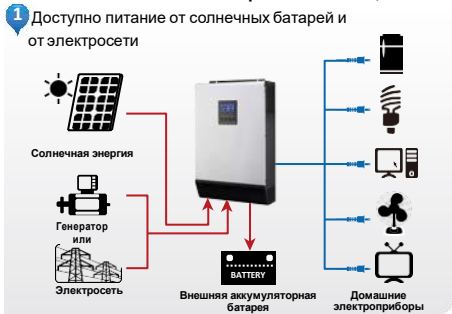 1 Доступно питание от солнечных батарей и
от электросети
Солнечная энергия
Генератор
или
Электросеть
BATTERY
Внешняя аккумуляторная
батарея
Домашние
электроприборы